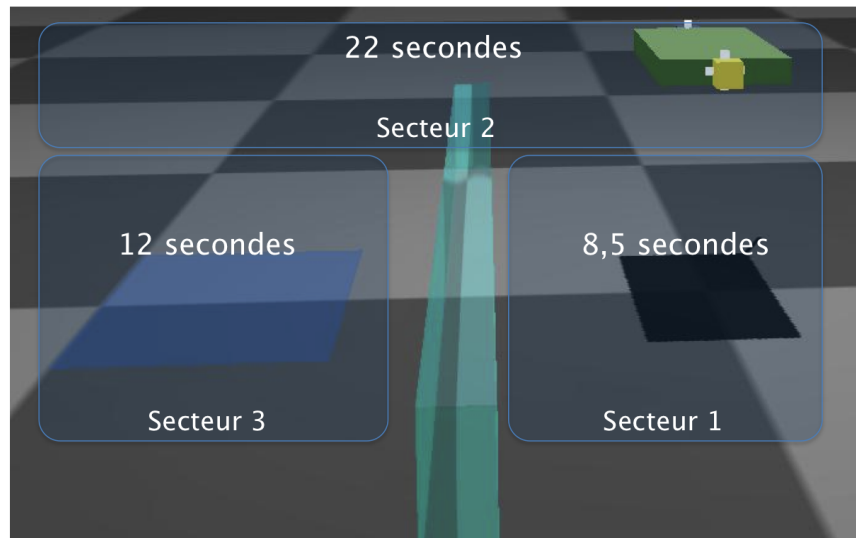 22 secondes
Secteur 2
12 secondes
8,5 secondes
Secteur 3
Secteur 1